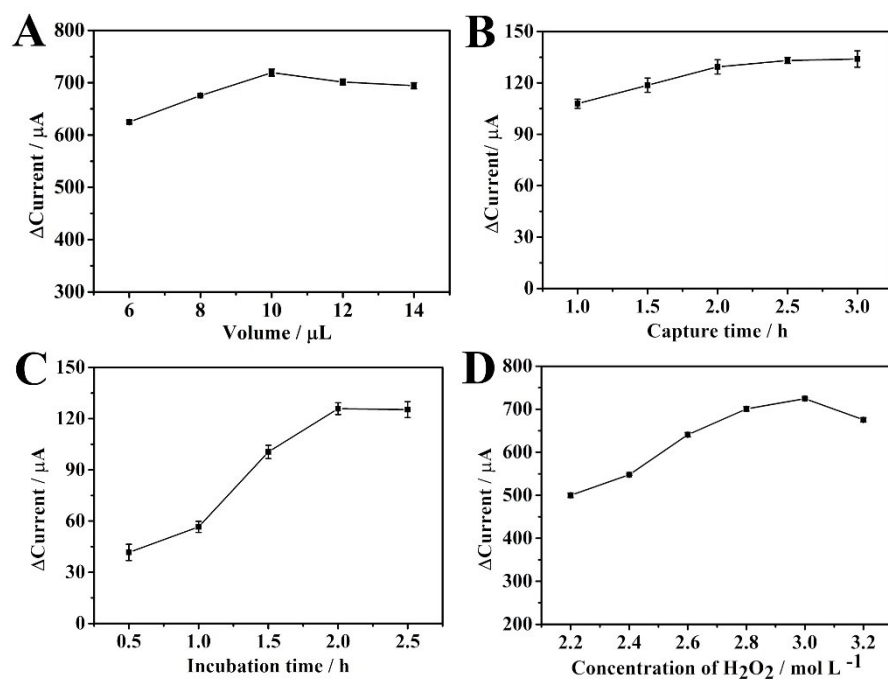 A
800
700
600
500
400
300
ΔCurrent / μA
6 8 10 12 14
Volume / μL
B
150
120
90
60
30
0
ΔCurrent/ μA
1.0 1.5 2.0 2.5 3.0
Capture time / h
C
150
120
90
60
30
0
ΔCurrent / μA
0.5 1.0 1.5 2.0 2.5
Incubation time / h
D
800
700
600
500
400
300
200
ΔCurrent / μA
2.2 2.4 2.6 2.8 3.0 3.2
Concentration of H2O2 / mol L -1